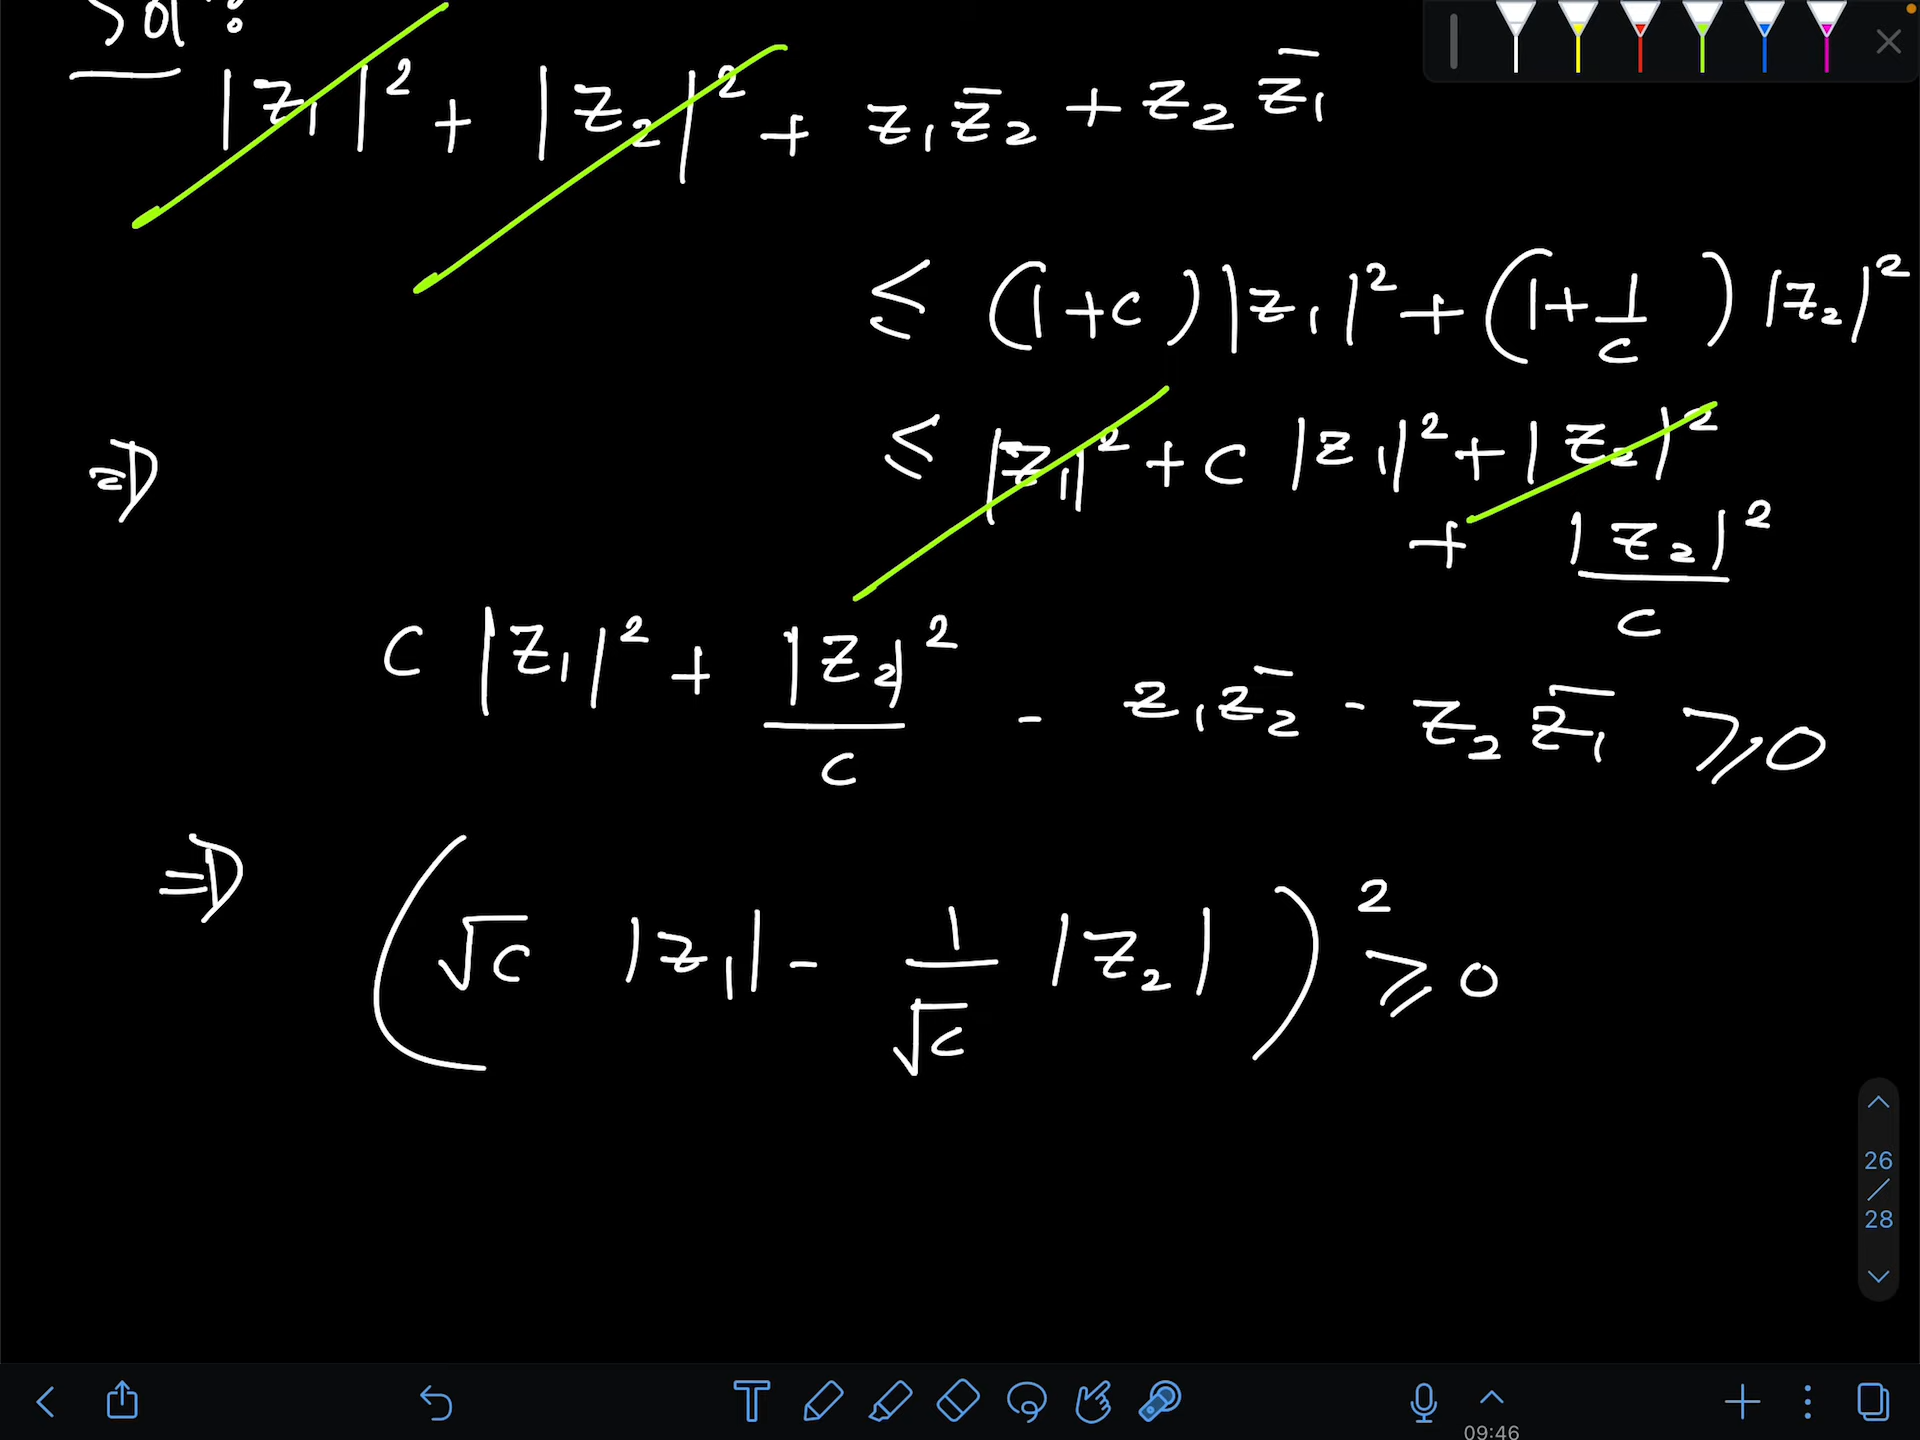 Sol :
|z₁|² + |z₂|² + z₁z̄₂ + z₂ z̄₁
≤ (1+c)|z₁|² + (1+1/c)|z₂|²
⇒ ≤ |z₁|² + c |z₁|² + |z₂|²
+ |z₂|²/c
c |z₁|² + |z₂|²/c - z₁z̄₂ - z₂ z̄₁ ≥ 0
⇒ (√c |z₁| - 1/√c |z₂|)² ≥ 0
26
/
28
T
09:46